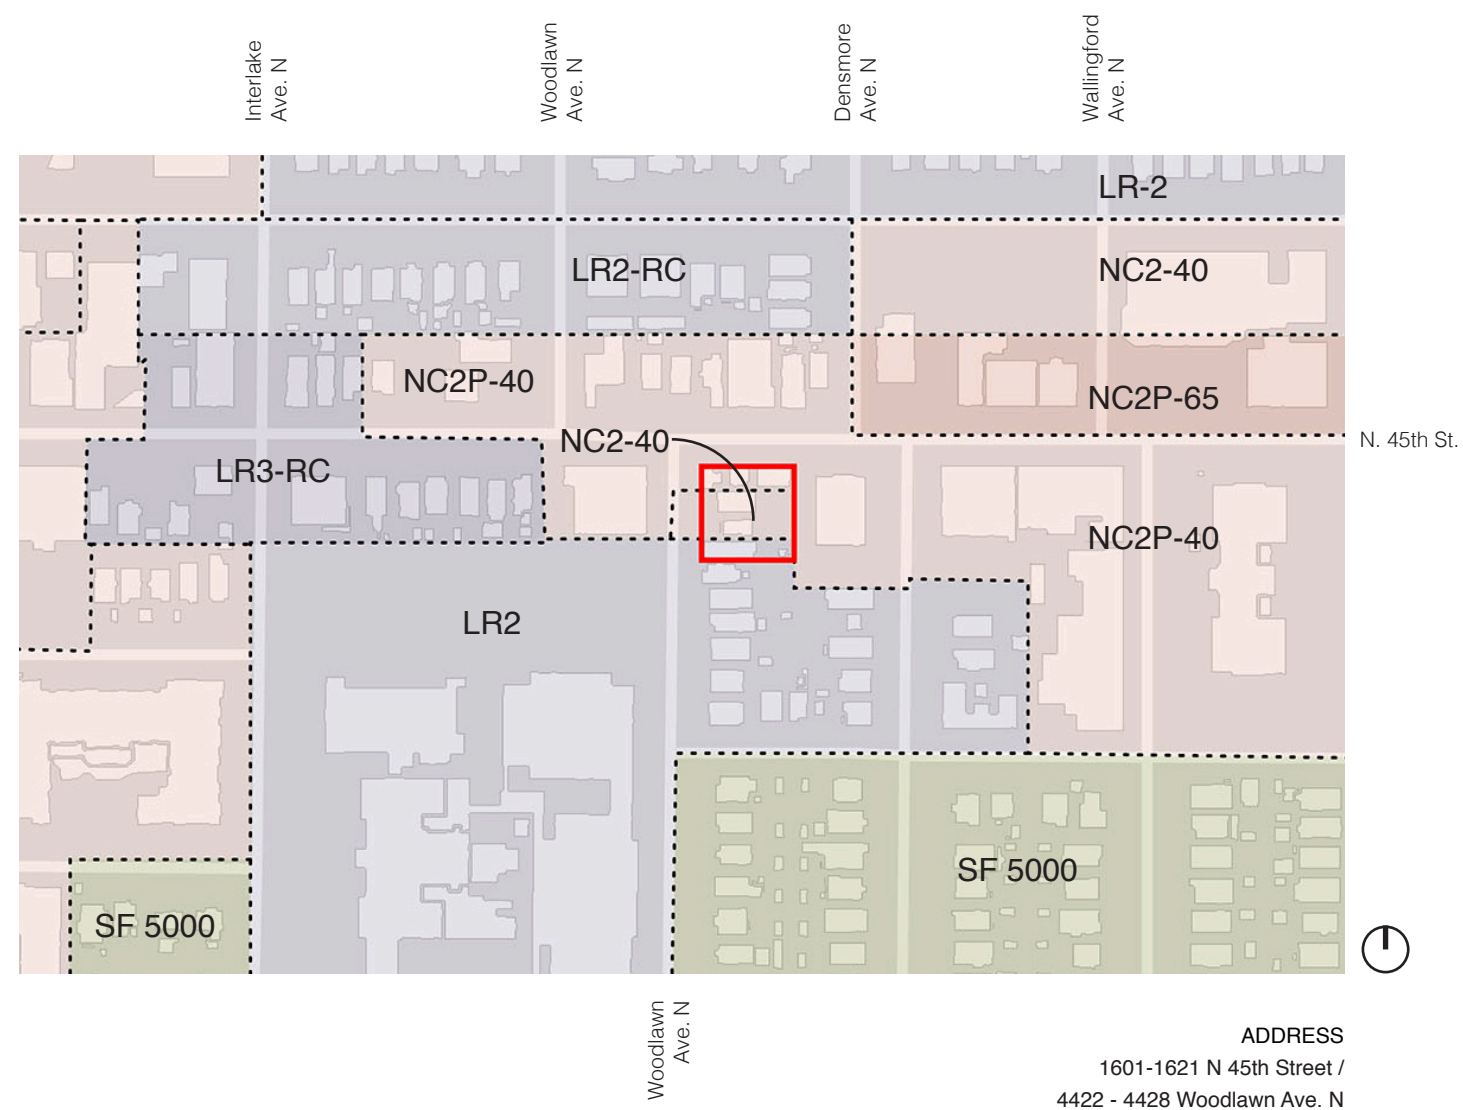 Interlake
Ave. N
Woodlawn
Ave. N
Densmore
Ave. N
Wallingford
Ave. N
LR-2
LR2-RC
NC2-40
NC2P-40
NC2P-65
NC2-40
N. 45th St.
LR3-RC
NC2P-40
LR2
SF 5000
SF 5000
Woodlawn
Ave. N
ADDRESS
1601-1621 N 45th Street /
4422 - 4428 Woodlawn Ave. N